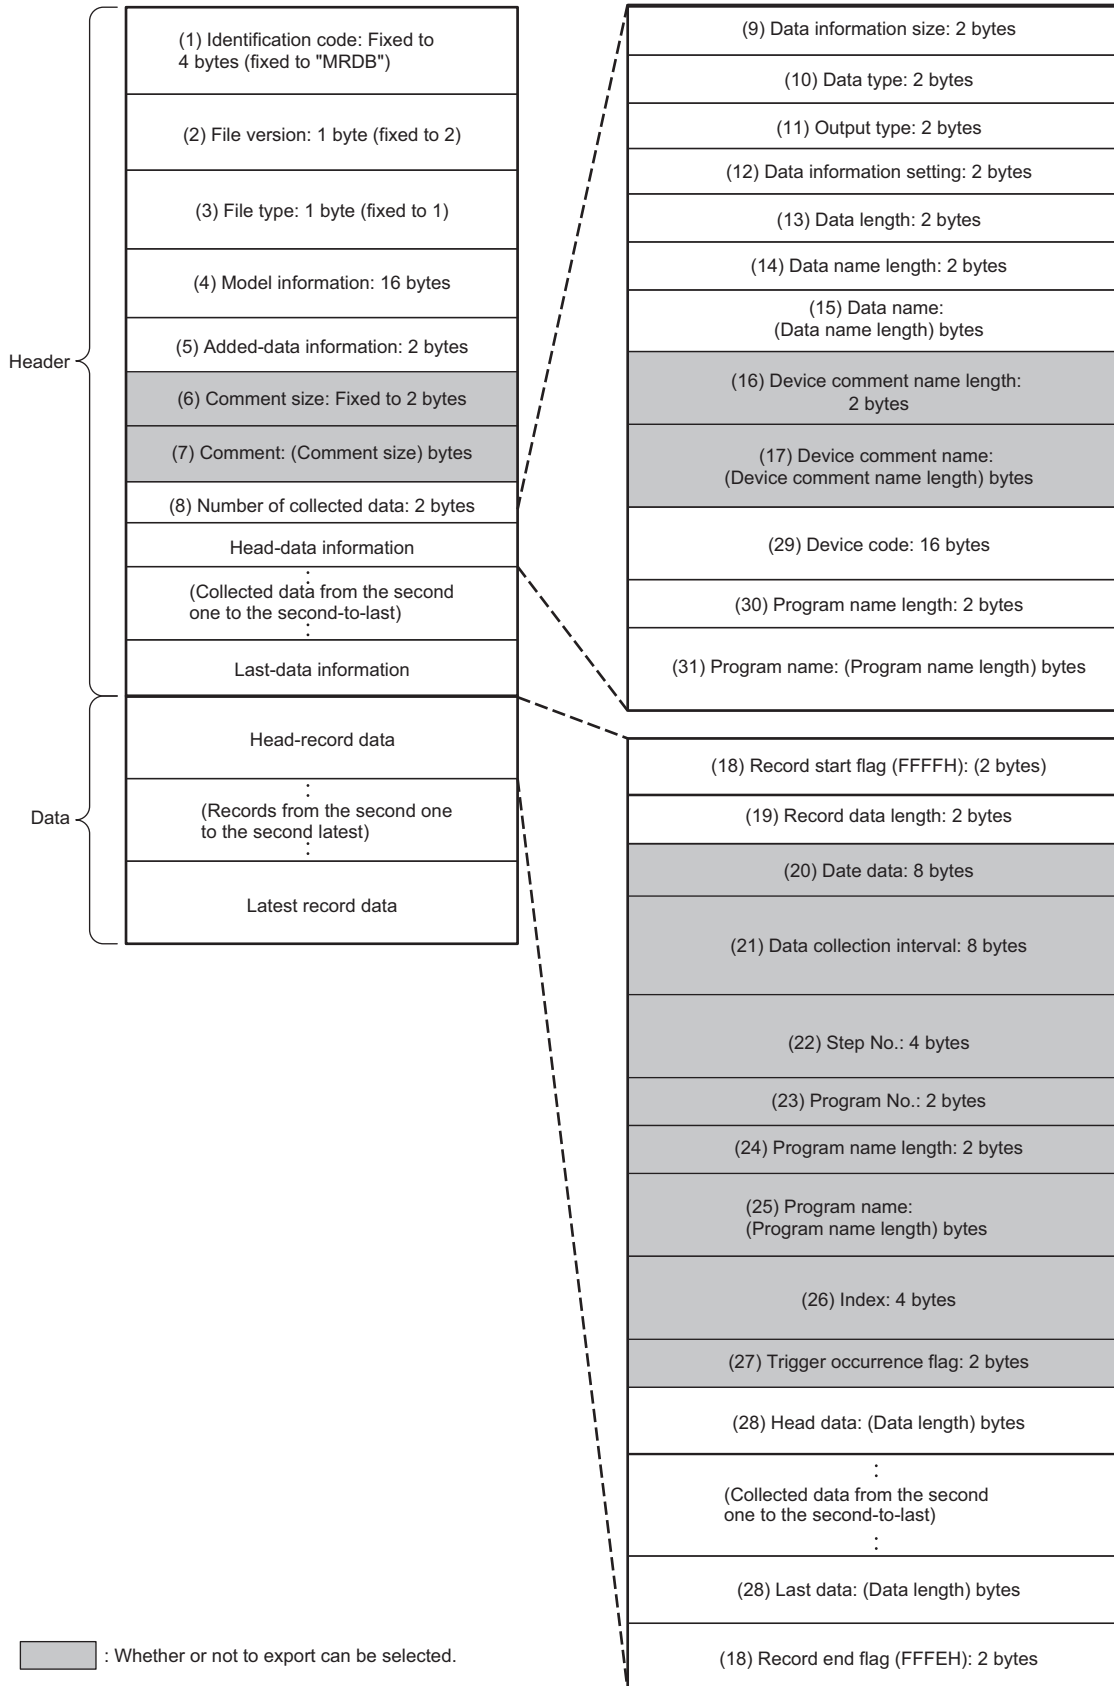 Header
(1) Identification code: Fixed to
4 bytes (fixed to "MRDB")
(2) File version: 1 byte (fixed to 2)
(3) File type: 1 byte (fixed to 1)
(4) Model information: 16 bytes
(5) Added-data information: 2 bytes
(6) Comment size: Fixed to 2 bytes
(7) Comment: (Comment size) bytes
(8) Number of collected data: 2 bytes
Head-data information
(Collected data from the second
one to the second-to-last)
Last-data information
Data
Head-record data
(Records from the second one
to the second latest)
Latest record data
(9) Data information size: 2 bytes
(10) Data type: 2 bytes
(11) Output type: 2 bytes
(12) Data information setting: 2 bytes
(13) Data length: 2 bytes
(14) Data name length: 2 bytes
(15) Data name:
(Data name length) bytes
(16) Device comment name length:
2 bytes
(17) Device comment name:
(Device comment name length) bytes
(29) Device code: 16 bytes
(30) Program name length: 2 bytes
(31) Program name: (Program name length) bytes
(18) Record start flag (FFFFH): (2 bytes)
(19) Record data length: 2 bytes
(20) Date data: 8 bytes
(21) Data collection interval: 8 bytes
(22) Step No.: 4 bytes
(23) Program No.: 2 bytes
(24) Program name length: 2 bytes
(25) Program name:
(Program name length) bytes
(26) Index: 4 bytes
(27) Trigger occurrence flag: 2 bytes
(28) Head data: (Data length) bytes
(Collected data from the second
one to the second-to-last)
(28) Last data: (Data length) bytes
(18) Record end flag (FFFEH): 2 bytes
: Whether or not to export can be selected.